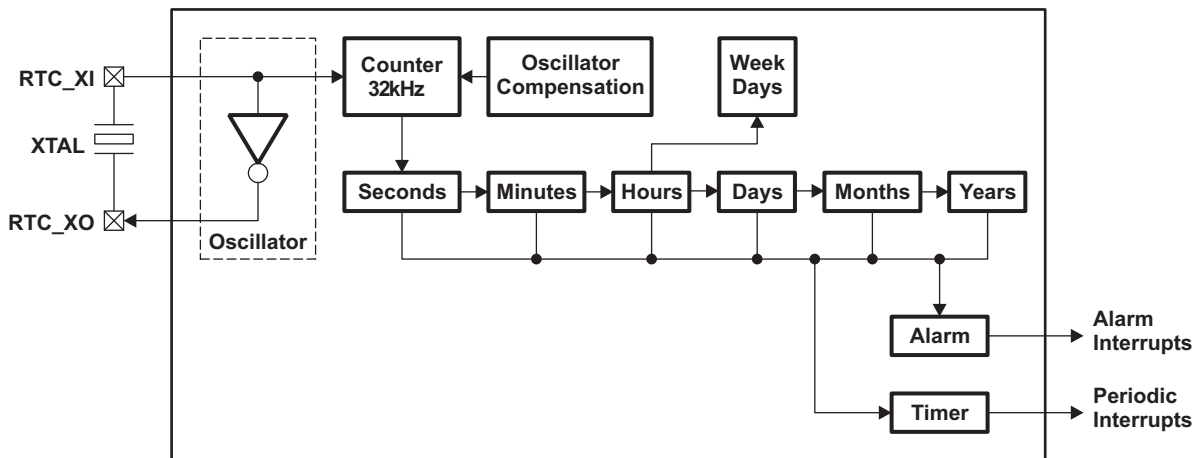 RTC_XI
XTAL
RTC_XO
Oscillator
Counter
32kHz
Oscillator
Compensation
Week
Days
Seconds
Minutes
Hours
Days
Months
Years
Alarm
Alarm
Interrupts
Timer
Periodic
Interrupts